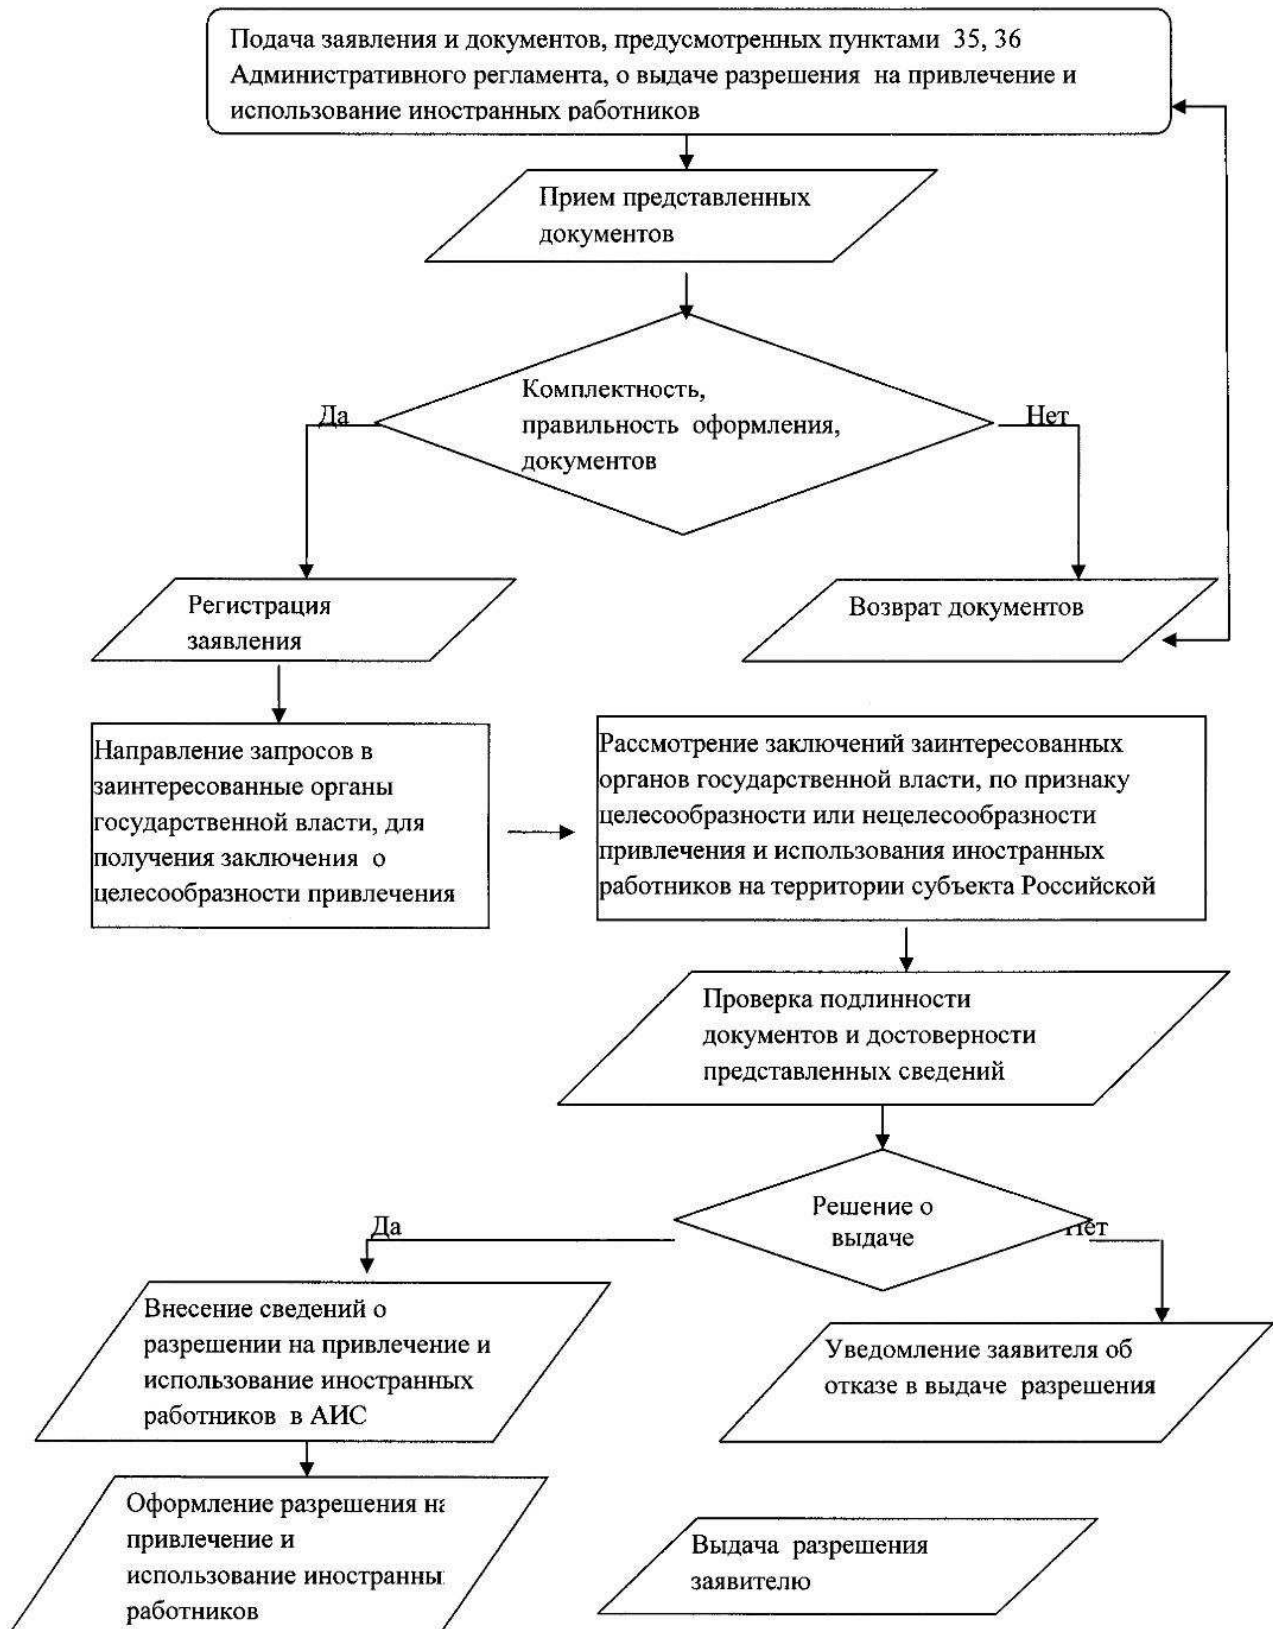 Подача заявления и документов, предусмотренных пунктами 35, 36
Административного регламента, о выдаче разрешения на привлечение и
использование иностранных работников
Прием представленных
документов
Комплектность,
правильность оформления,
документов
Да
Нет
Регистрация
заявления
Возврат документов
Направление запросов в
заинтересованные органы
государственной власти, для
получения заключения о
целесообразности привлечения
Рассмотрение заключений заинтересованных
органов государственной власти, по признаку
целесообразности или нецелесообразности
привлечения и использования иностранных
работников на территории субъекта Российской
Проверка подлинности
документов и достоверности
представленных сведений
Решение о
выдаче
Да
Нет
Внесение сведений о
разрешении на привлечение и
использование иностранных
работников в АИС
Уведомление заявителя об
отказе в выдаче разрешения
Оформление разрешения на
привлечение и
использование иностранны
работников
Выдача разрешения
заявителю